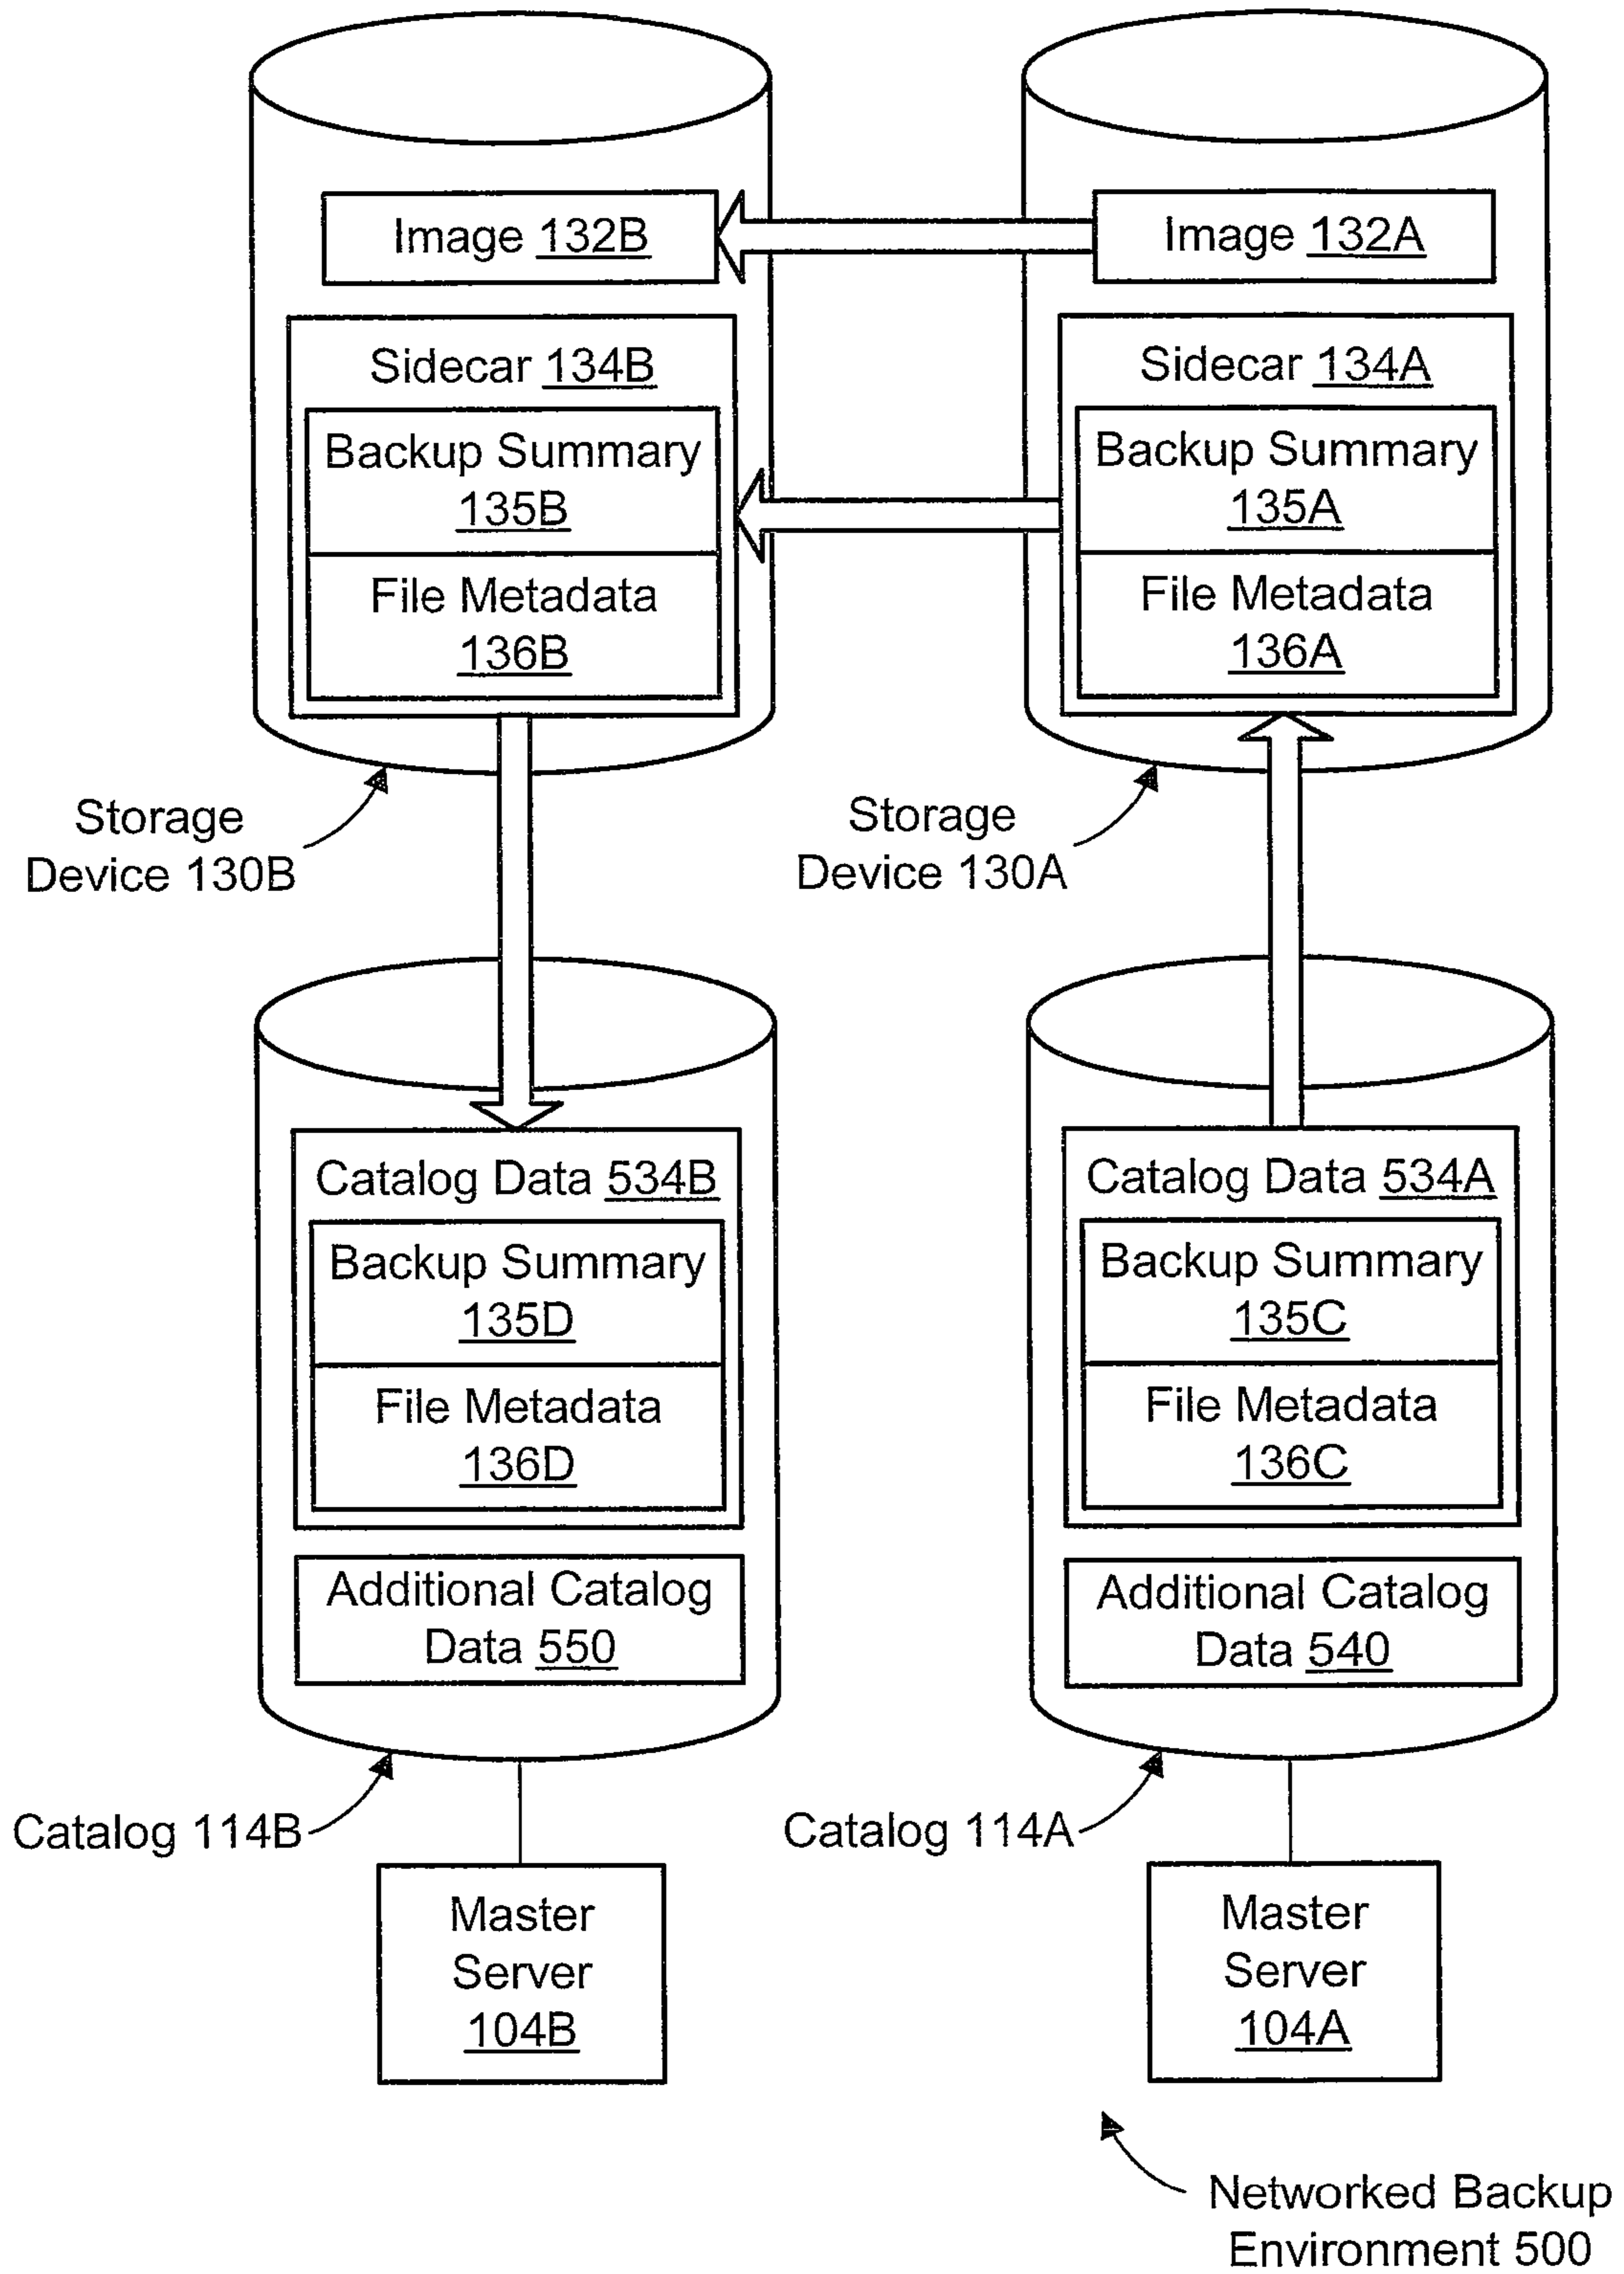 Image 132B
Image 132A
Sidecar 134B
Backup Summary
135B
File Metadata
136B
Sidecar 134A
Backup Summary
135A
File Metadata
136A
Storage
Device 130B
Storage
Device 130A
Catalog Data 534B
Backup Summary
135D
File Metadata
136D
Additional Catalog
Data 550
Catalog Data 534A
Backup Summary
135C
File Metadata
136C
Additional Catalog
Data 540
Catalog 114B
Catalog 114A
Master
Server
104B
Master
Server
104A
Networked Backup
Environment 500